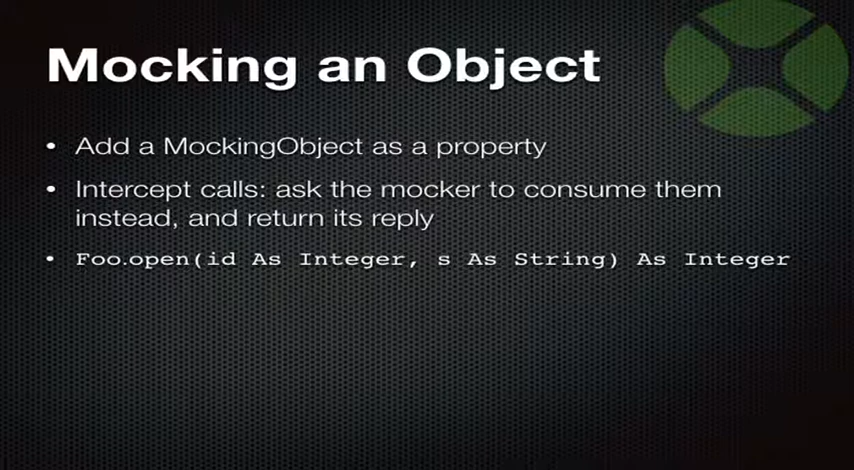 Mocking an Object
• Add a MockingObject as a property
• Intercept calls: ask the mocker to consume them
instead, and return its reply
• Foo.open(id As Integer, s As String) As Integer